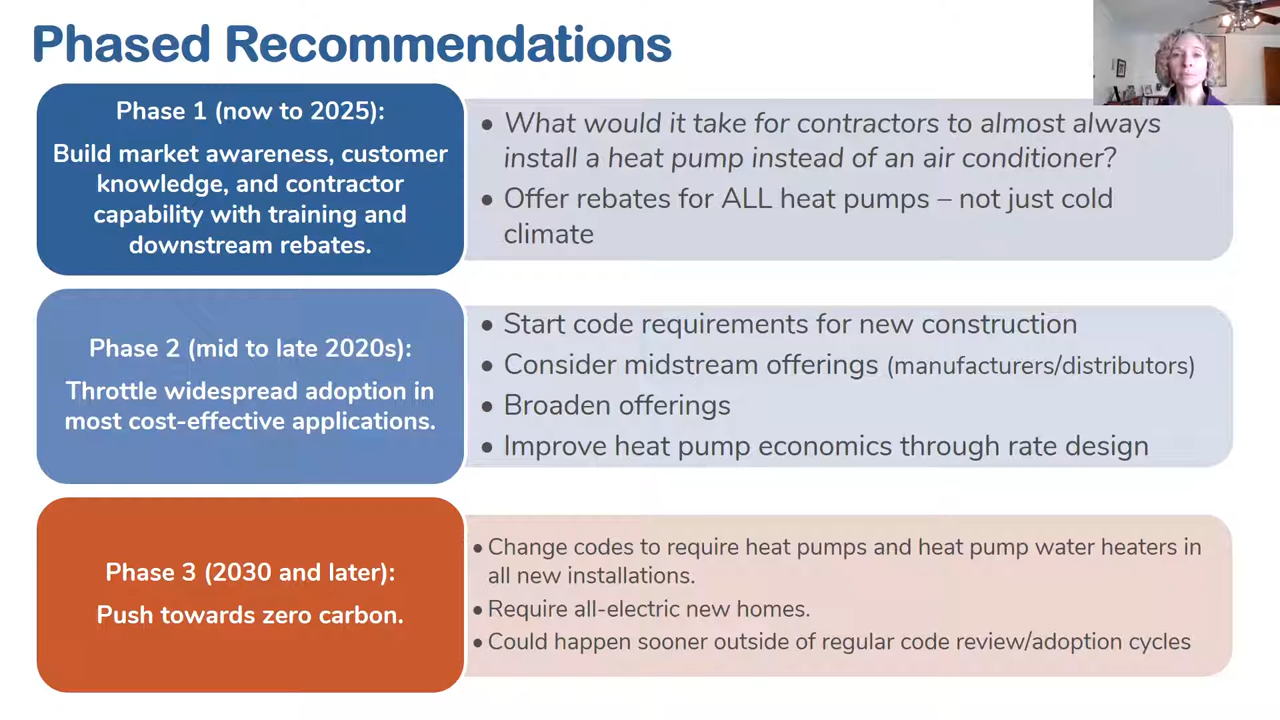 Phased Recommendations
Phase 1 (now to 2025):
Build market awareness, customer
knowledge, and contractor
capability with training and
downstream rebates.
• What would it take for contractors to almost always
install a heat pump instead of an air conditioner?
• Offer rebates for ALL heat pumps – not just cold
climate
Phase 2 (mid to late 2020s):
Throttle widespread adoption in
most cost-effective applications.
• Start code requirements for new construction
• Consider midstream offerings (manufacturers/distributors)
• Broaden offerings
• Improve heat pump economics through rate design
Phase 3 (2030 and later):
Push towards zero carbon.
• Change codes to require heat pumps and heat pump water heaters in
all new installations.
• Require all-electric new homes.
• Could happen sooner outside of regular code review/adoption cycles